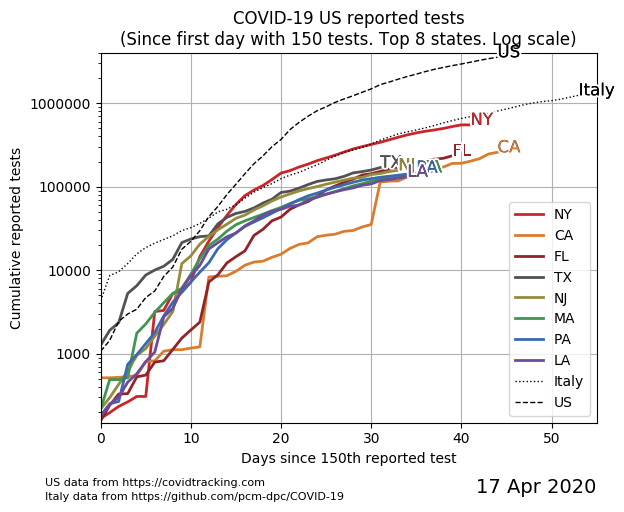 COVID-19 US reported tests
(Since first day with 150 tests. Top 8 states. Log scale)
US
Italy
NY
CA
FL
TX
NJ
MA
PA
LA
Cumulative reported tests
1000000
100000
10000
1000
0
10
20
30
40
50
Days since 150th reported test
NY
CA
FL
TX
NJ
MA
PA
LA
Italy
US
US data from https://covidtracking.com
Italy data from https://github.com/pcm-dpc/COVID-19
17 Apr 2020